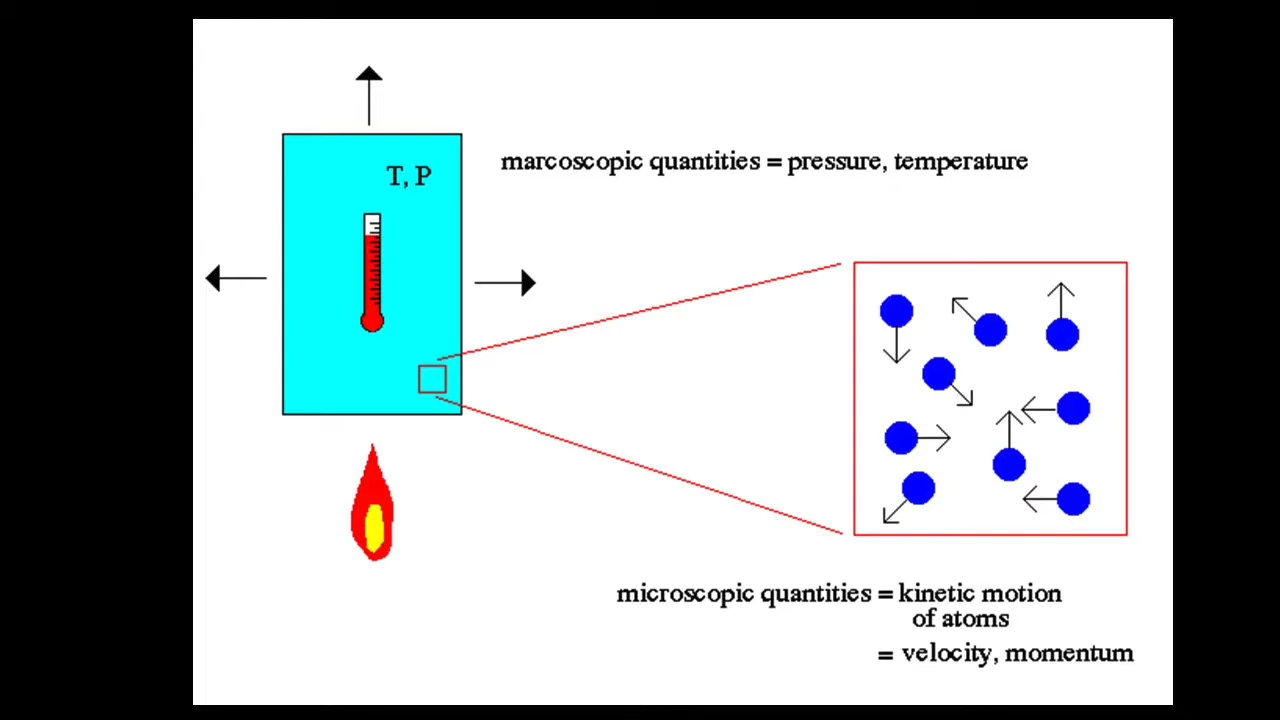 T, P
marcoscopic quantities = pressure, temperature
microscopic quantities = kinetic motion
of atoms
= velocity, momentum